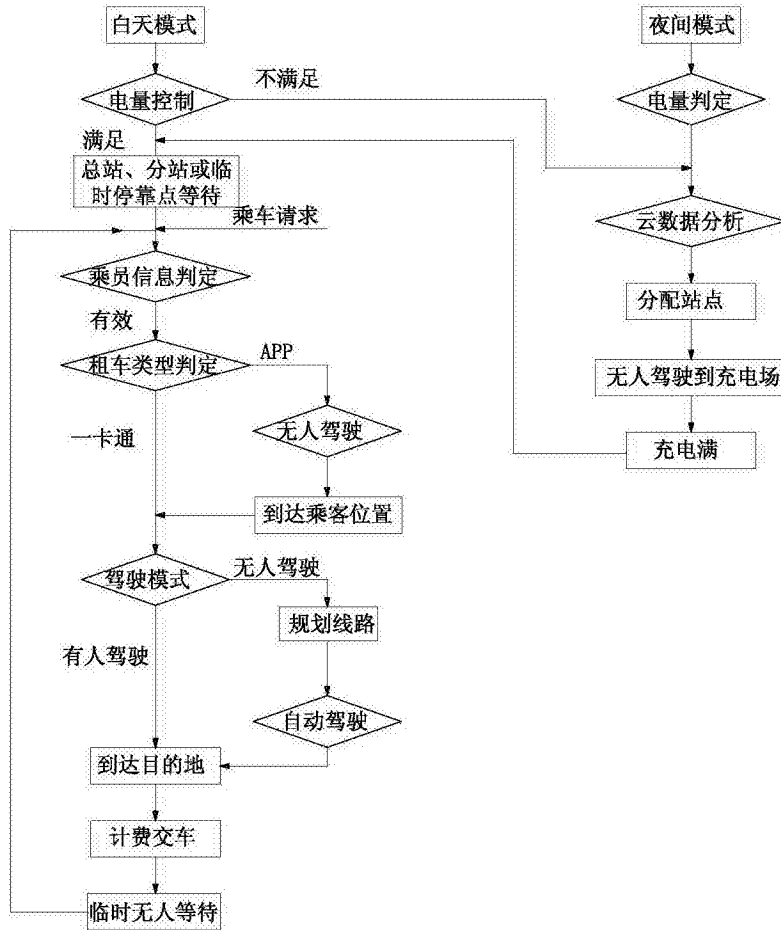 白天模式
夜间模式
电量控制
不满足
电量判定
满足
总站、分站或临
时停靠点等待
乘车请求
云数据分析
乘员信息判定
分配站点
有效
租车类型判定
APP
无人驾驶到充电场
一卡通
无人驾驶
充电满
到达乘客位置
驾驶模式
无人驾驶
规划线路
有人驾驶
自动驾驶
到达目的地
计费交车
临时无人等待